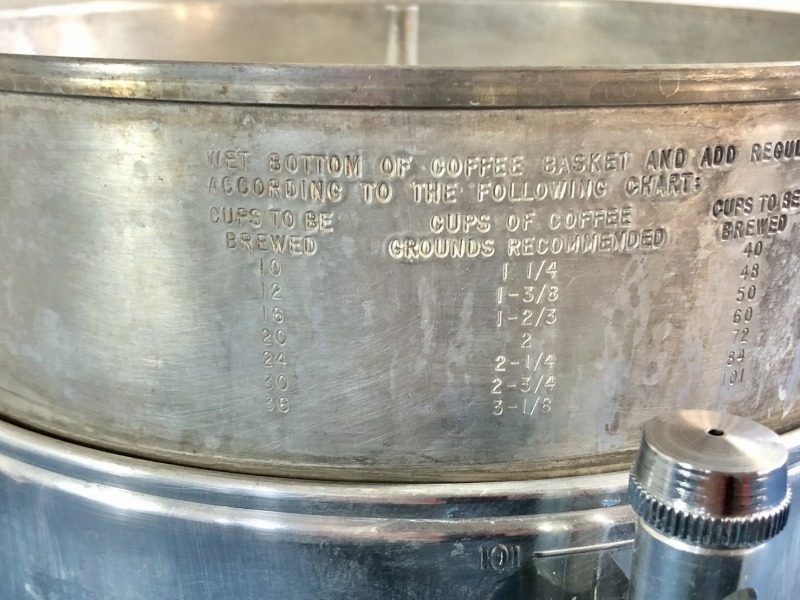 WET BOTTOM OF COFFEE BASKET AND ADD REGUL
ACCORDING TO THE FOLLOWING CHART:
CUPS TO BE CUPS OF COFFEE CUPS TO BE
BREWED GROUNDS RECOMMENDED BREWED
10 1 1/4 40
12 1-3/8 48
16 1-2/3 50
20 2 60
24 2-1/4 72
30 2-3/4 84
36 3-1/8 101
101